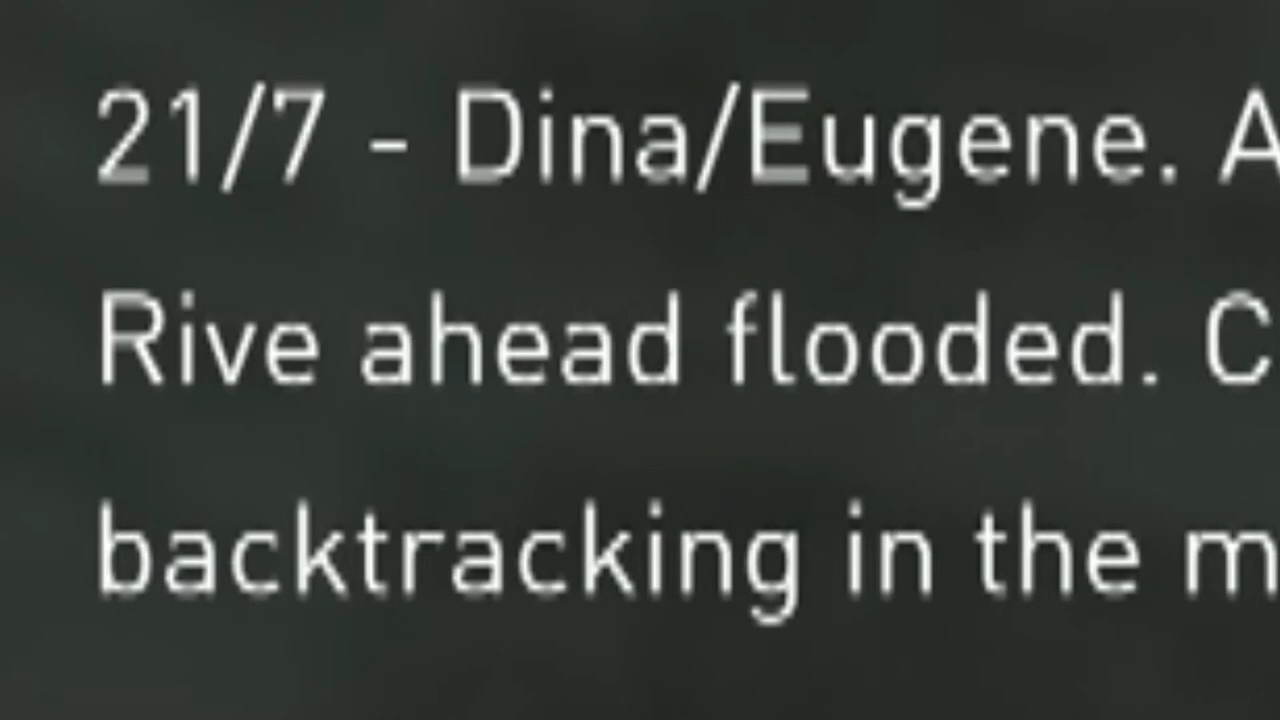 21/7 - Dina/Eugene. A
Rive ahead flooded. C
backtracking in the m